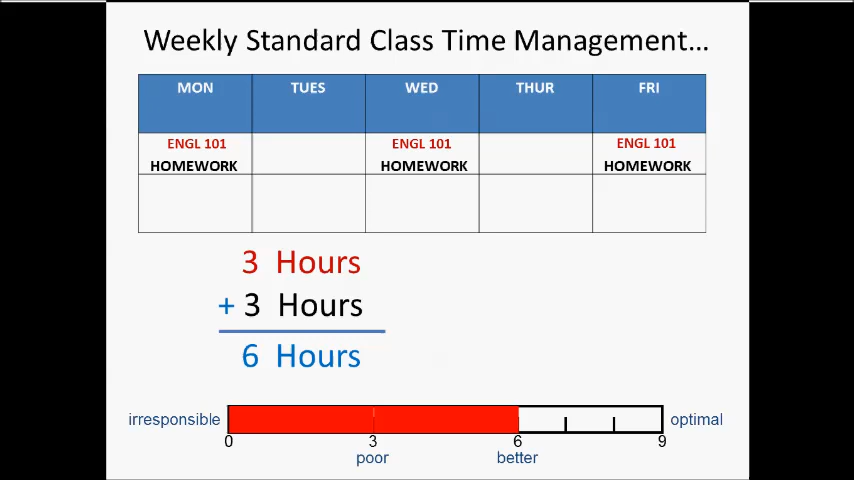 Weekly Standard Class Time Management...
MON TUES WED THUR FRI
ENGL 101 ENGL 101 ENGL 101
HOMEWORK HOMEWORK HOMEWORK
3 Hours
+ 3 Hours
6 Hours
irresponsible optimal
0 3 6 9
poor better